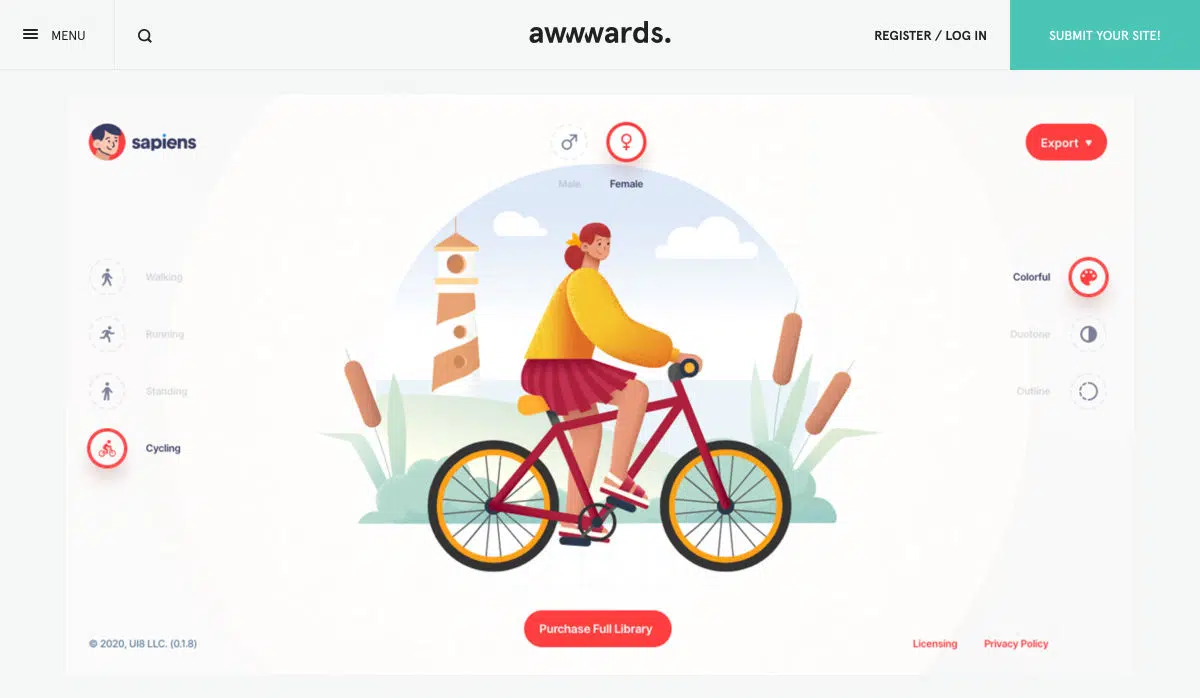 MENU
awwwards.
REGISTER / LOG IN
SUBMIT YOUR SITE!
sapiens
Male
Female
Export
Walking
Running
Standing
Cycling
Colorful
Duotone
Outline
Purchase Full Library
© 2020, UI8 LLC. (0.1.8)
Licensing
Privacy Policy